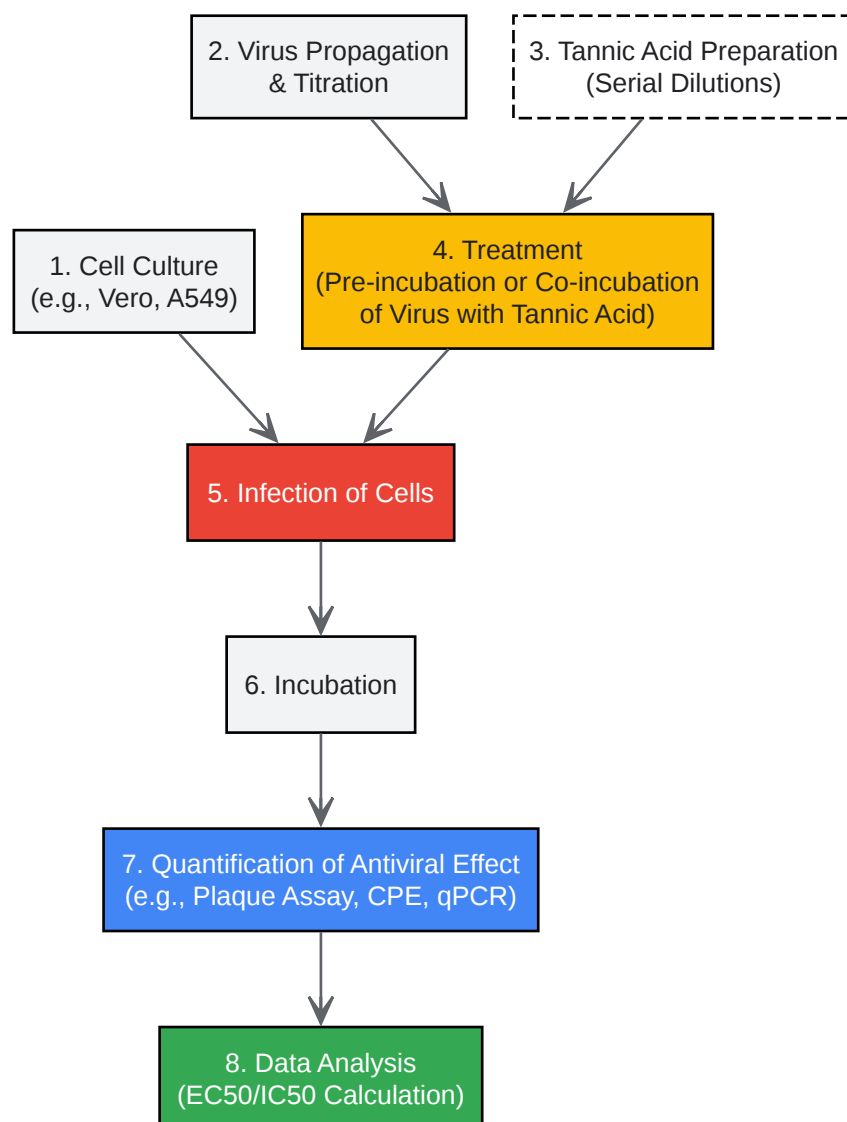 2. Virus Propagation
& Titration
3. Tannic Acid Preparation
(Serial Dilutions)
1. Cell Culture
(e.g., Vero, A549)
4. Treatment
(Pre-incubation or Co-incubation
of Virus with Tannic Acid)
5. Infection of Cells
6. Incubation
7. Quantification of Antiviral Effect
(e.g., Plaque Assay, CPE, qPCR)
8. Data Analysis
(EC50/IC50 Calculation)